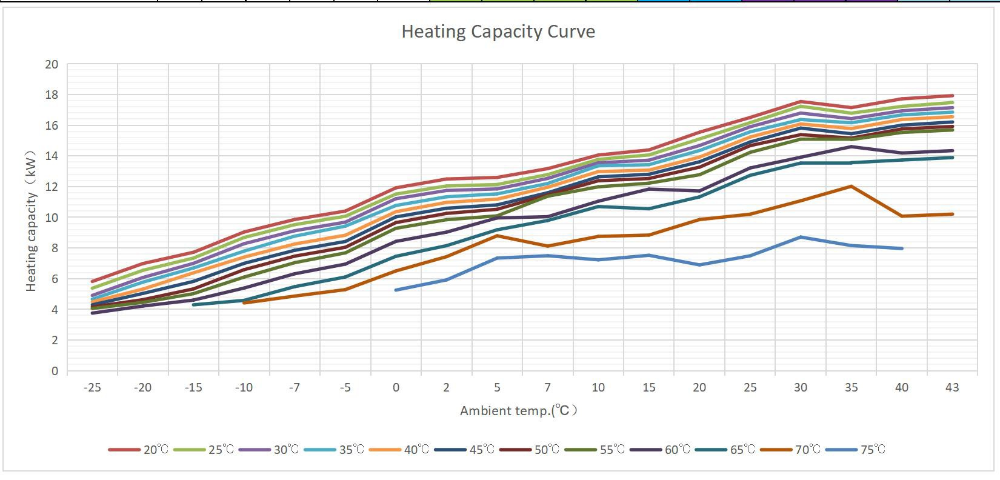 Heating Capacity Curve
20
18
16
14
12
10
8
6
4
2
0
Heating capacity（kW）
-25 -20 -15 -10 -7 -5 0 2 5 7 10 15 20 25 30 35 40 43
Ambient temp.(℃）
20℃ 25℃ 30℃ 35℃ 40℃ 45℃ 50℃ 55℃ 60℃ 65℃ 70℃ 75℃